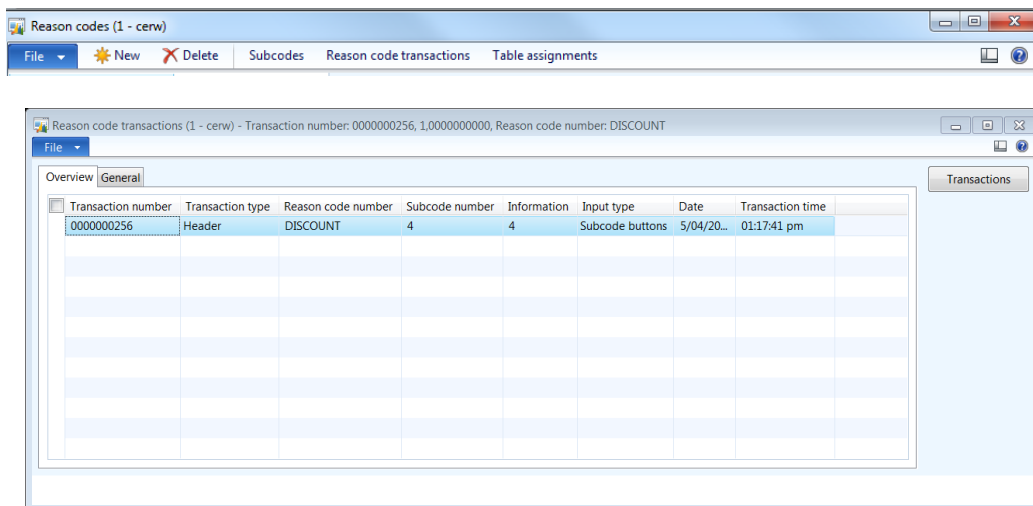 Reason codes (1 - cerw)
File New Delete Subcodes Reason code transactions Table assignments
Reason code transactions (1 - cerw) - Transaction number: 0000000256, 1,0000000000, Reason code number: DISCOUNT
File
Overview General Transactions
Transaction number Transaction type Reason code number Subcode number Information Input type Date Transaction time
0000000256 Header DISCOUNT 4 4 Subcode buttons 5/04/20... 01:17:41 pm